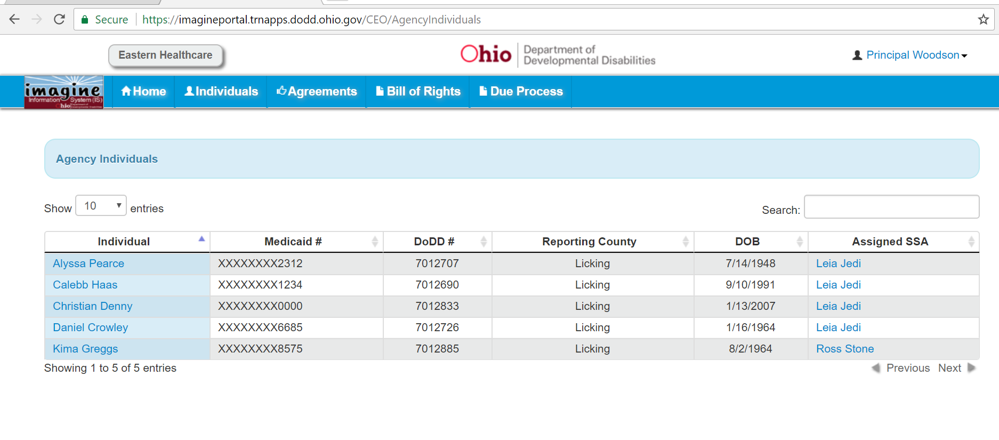 Secure https://imagineportal.trnapps.dodd.ohio.gov/CEO/AgencyIndividuals
Eastern Healthcare
Ohio Department of
Developmental Disabilities
Principal Woodson
imagine
Information System (IS)
Ohio
Home Individuals Agreements Bill of Rights Due Process
Agency Individuals
Show 10 entries
Search:
Individual Medicaid # DoDD # Reporting County DOB Assigned SSA
Alyssa Pearce XXXXXXXX2312 7012707 Licking 7/14/1948 Leia Jedi
Calebb Haas XXXXXXXX1234 7012690 Licking 9/10/1991 Leia Jedi
Christian Denny XXXXXXXX0000 7012833 Licking 1/13/2007 Leia Jedi
Daniel Crowley XXXXXXXX6685 7012726 Licking 1/16/1964 Leia Jedi
Kima Greggs XXXXXXXX8575 7012885 Licking 8/2/1964 Ross Stone
Showing 1 to 5 of 5 entries
Previous Next